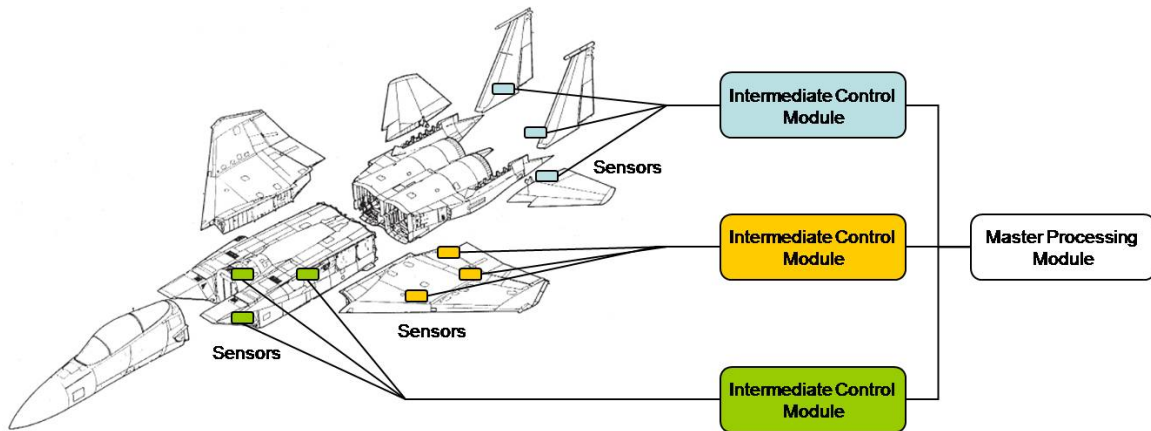 Intermediate Control
Module
Sensors
Intermediate Control
Module
Master Processing
Module
Sensors
Sensors
Intermediate Control
Module